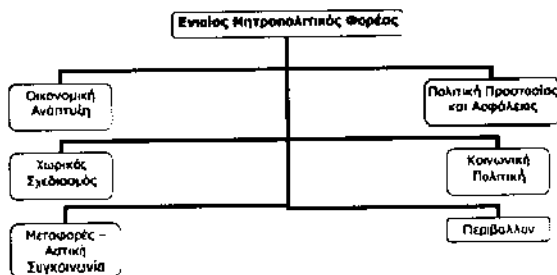 Ενιαίος Μητροπολιτικός Φορέας
Οικονομική
Ανάπτυξη
Πολιτική Προστασίας
και Ασφάλειας
Χωρικός
Σχεδιασμός
Κοινωνική
Πολιτική
Μεταφορές –
Αστική
Συγκοινωνία
Περιβάλλον